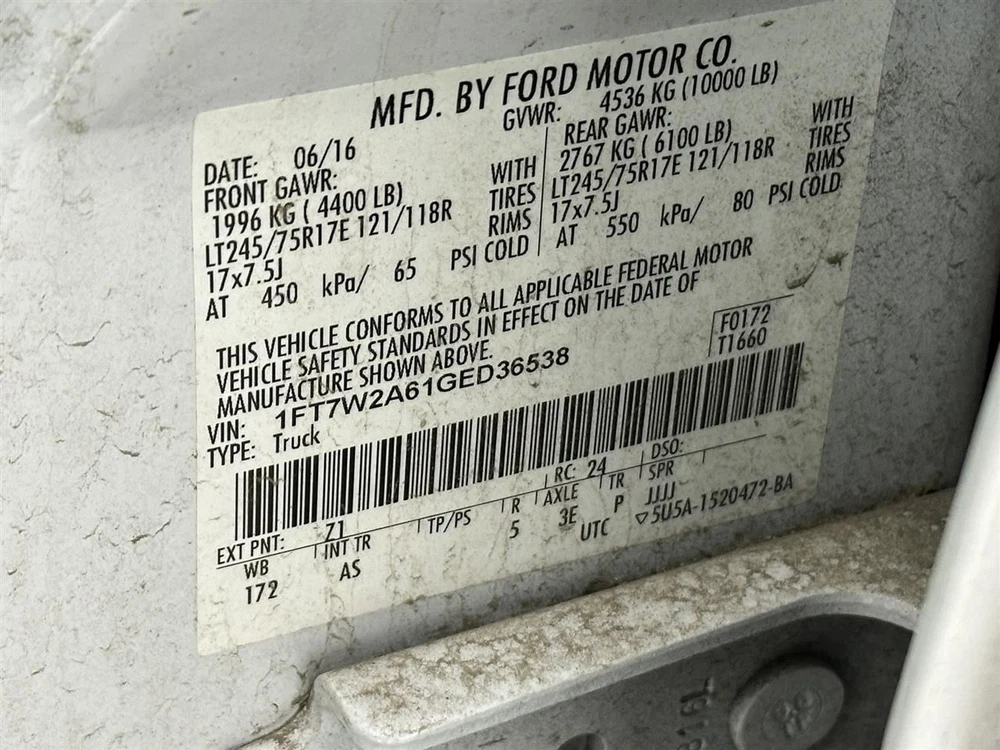 MFD. BY FORD MOTOR CO.
DATE: 06/16 GVWR: 4536 KG (10000 LB)
FRONT GAWR: REAR GAWR:
1996 KG ( 4400 LB) WITH 2767 KG ( 6100 LB) WITH
LT245/75R17E 121/118R TIRES LT245/75R17E 121/118R TIRES
17x7.5J RIMS 17x7.5J RIMS
AT 450 kPa/ 65 PSI COLD AT 550 kPa/ 80 PSI COLD
THIS VEHICLE CONFORMS TO ALL APPLICABLE FEDERAL MOTOR
VEHICLE SAFETY STANDARDS IN EFFECT ON THE DATE OF
MANUFACTURE SHOWN ABOVE.
VIN: 1FT7W2A61GED36538 F0172
TYPE: Truck T1660
EXT PNT: Z1 RC: 24 DSO:
WB INT TR TP/PS R AXLE TR SPR
172 AS 5 3E P JJJJ
UTC ▽5U5A-1520472-BA